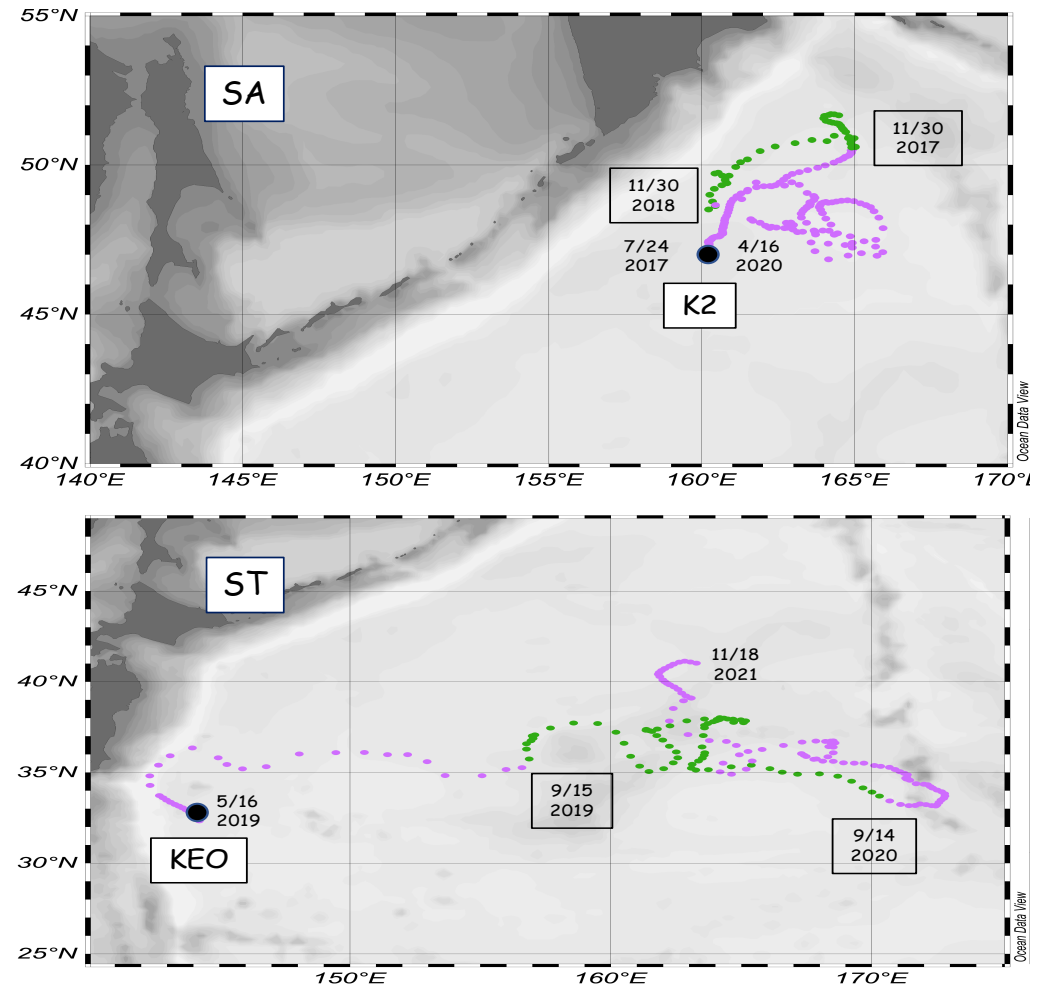 55°N
SA
11/30
2017
50°N
11/30
2018
7/24
2017
4/16
2020
K2
45°N
40°N
140°E
145°E
150°E
155°E
160°E
165°E
170°E
Ocean Data View
ST
45°N
11/18
2021
40°N
35°N
5/16
2019
9/15
2019
9/14
2020
KEO
30°N
25°N
150°E
160°E
170°E
Ocean Data View